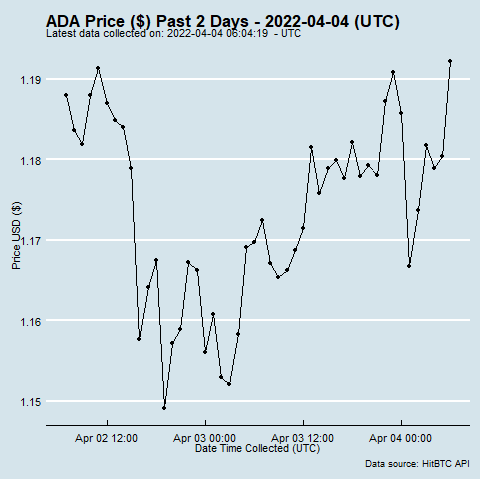 ADA Price ($) Past 2 Days - 2022-04-04 (UTC)
Latest data collected on: 2022-04-04 06:04:19 - UTC
1.19
1.18
1.17
1.16
1.15
Price USD ($)
Apr 02 12:00
Apr 03 00:00
Apr 03 12:00
Apr 04 00:00
Date Time Collected (UTC)
Data source: HitBTC API